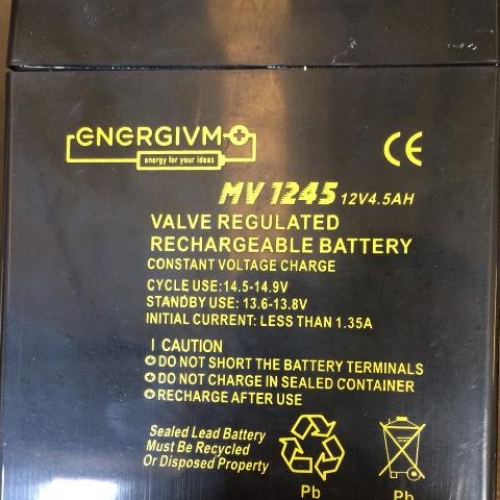 ENERGIVM
energy for your ideas
CE
MV 1245 12V4.5AH
VALVE REGULATED
RECHARGEABLE BATTERY
CONSTANT VOLTAGE CHARGE
CYCLE USE:14.5-14.9V
STANDBY USE: 13.6-13.8V
INITIAL CURRENT: LESS THAN 1.35A
! CAUTION
DO NOT SHORT THE BATTERY TERMINALS
DO NOT CHARGE IN SEALED CONTAINER
RECHARGE AFTER USE
Sealed Lead Battery
Must Be Recycled
Or Disposed Property
Pb
Pb